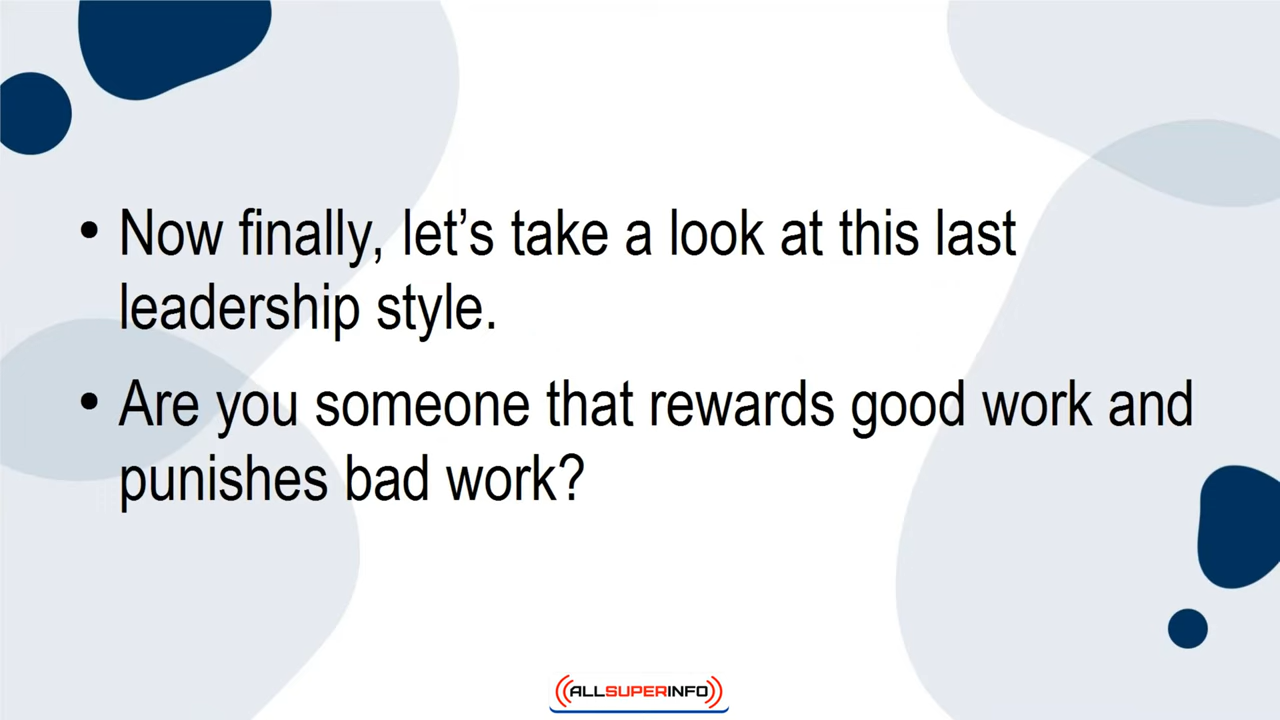 • Now finally, let’s take a look at this last
leadership style.
• Are you someone that rewards good work and
punishes bad work?
ALLSUPERINFO